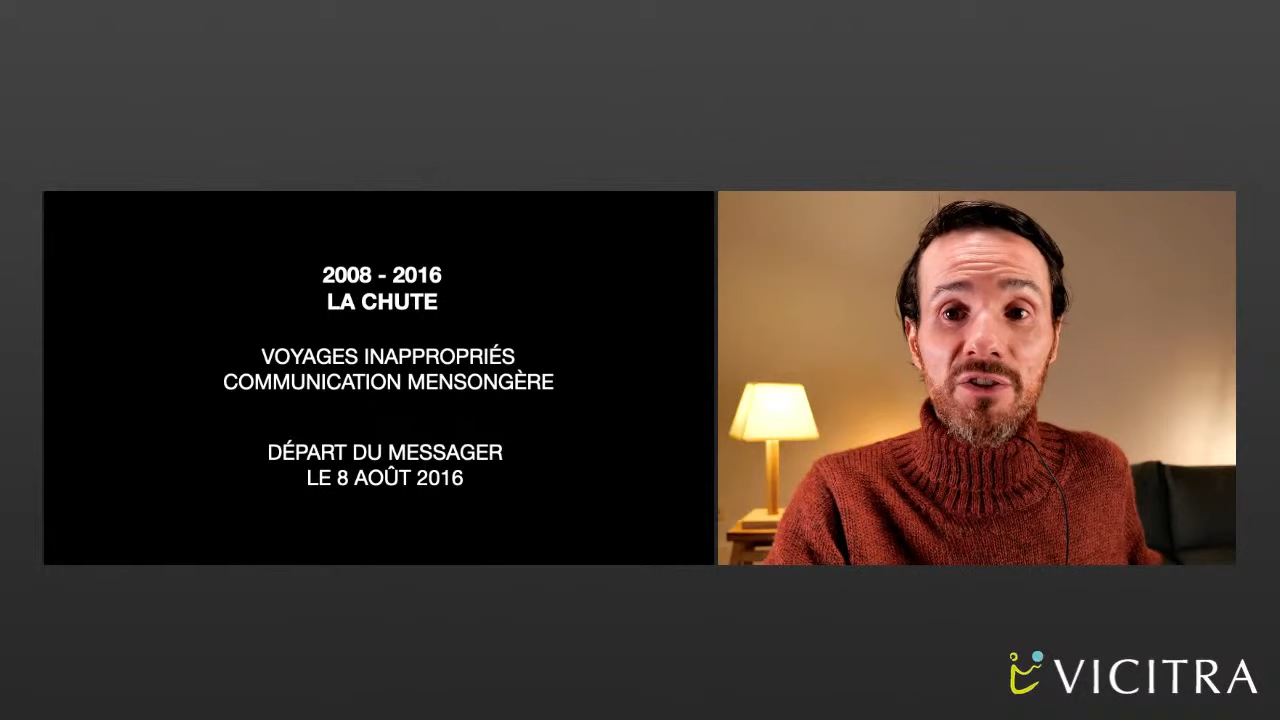 2008 - 2016
LA CHUTE
VOYAGES INAPPROPRIÉS
COMMUNICATION MENSONGÈRE
DÉPART DU MESSAGER
LE 8 AOÛT 2016
VICITRA